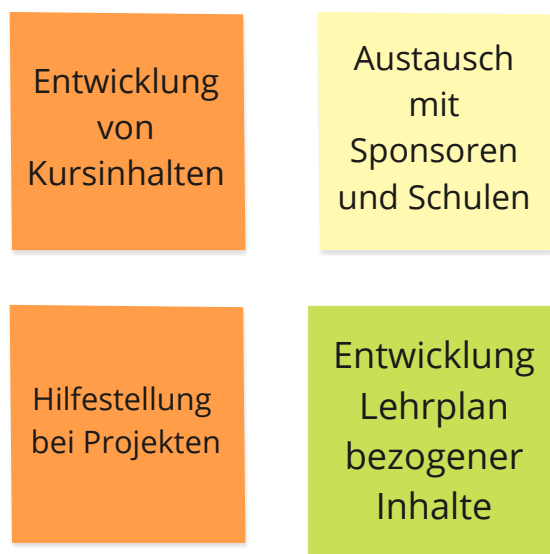 Entwicklung
von
Kursinhalten
Austausch
mit
Sponsoren
und Schulen
Hilfestellung
bei Projekten
Entwicklung
Lehrplan
bezogener
Inhalte